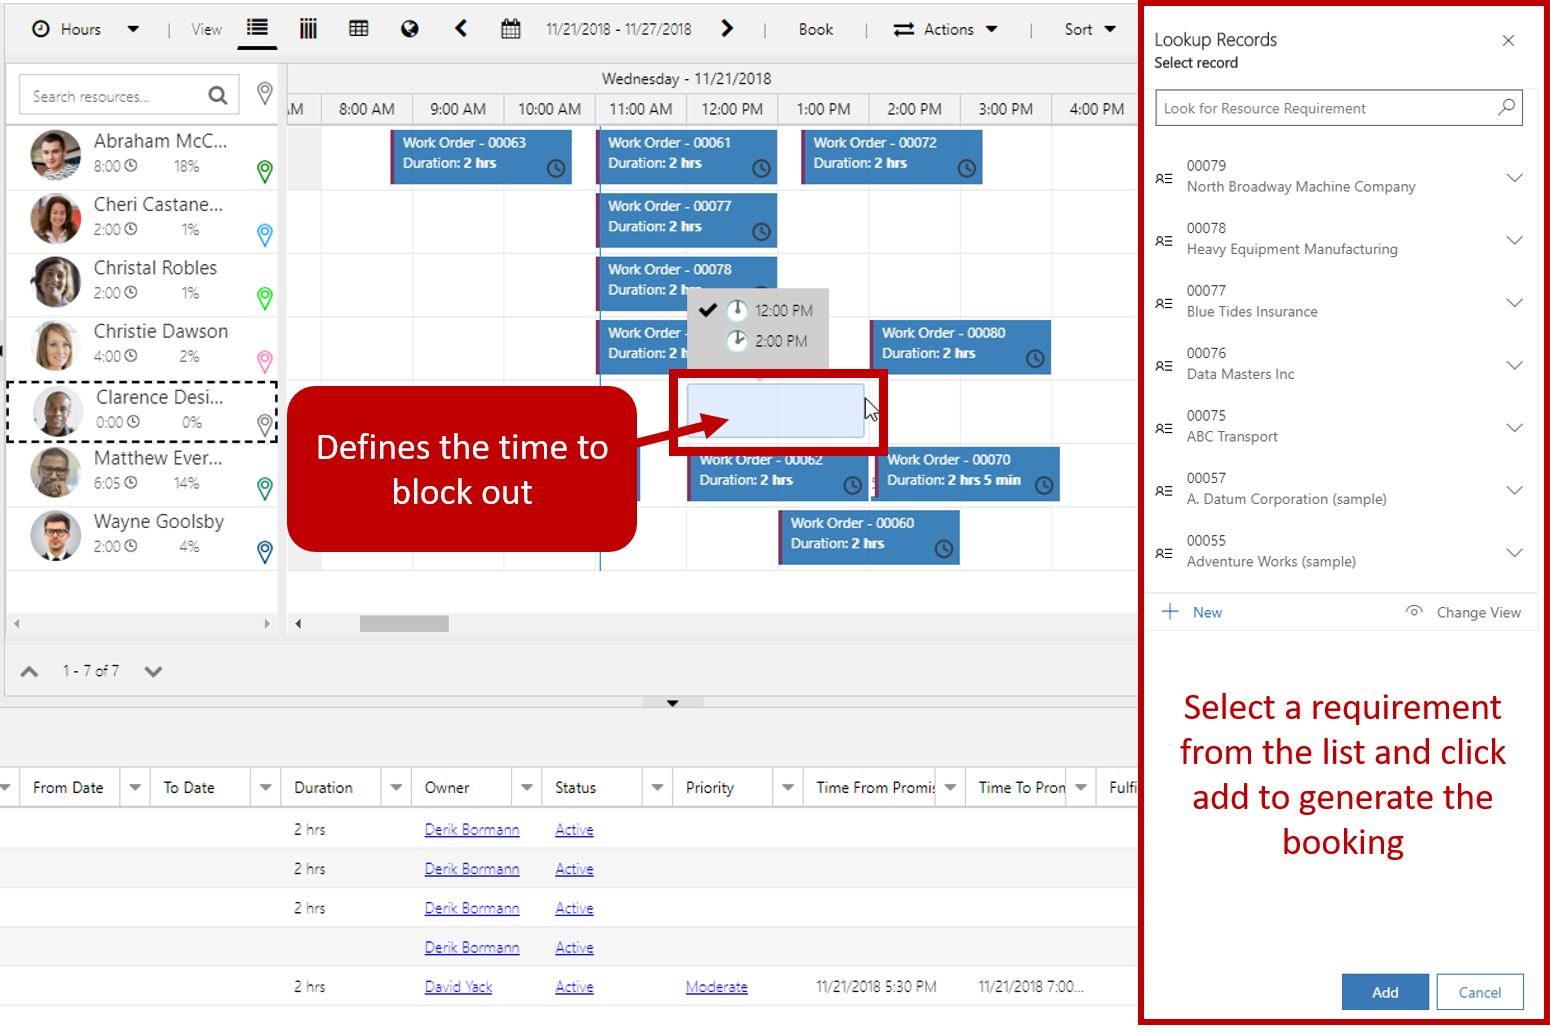 Hours | View 11/21/2018 - 11/27/2018 | Book | Actions | Sort
Search resources...
Wednesday - 11/21/2018
AM 8:00 AM 9:00 AM 10:00 AM 11:00 AM 12:00 PM 1:00 PM 2:00 PM 3:00 PM 4:00 PM
Abraham McC...
8:00 18%
Work Order - 00063
Duration: 2 hrs
Work Order - 00061
Duration: 2 hrs
Work Order - 00072
Duration: 2 hrs
Cheri Castane...
2:00 1%
Work Order - 00077
Duration: 2 hrs
Christal Robles
2:00 1%
Work Order - 00078
Duration: 2 hrs
12:00 PM
2:00 PM
Christie Dawson
4:00 2%
Work Order -
Duration: 2 h
Work Order - 00080
Duration: 2 hrs
Clarence Desi...
0:00 0%
Defines the time to
block out
Matthew Ever...
6:05 14%
Work Order - 00062
Duration: 2 hrs
Work Order - 00070
Duration: 2 hrs 5 min
Wayne Goolsby
2:00 4%
Work Order - 00060
Duration: 2 hrs
1 - 7 of 7
From Date To Date Duration Owner Status Priority Time From Promis Time To Prom Fulfi
2 hrs Derik Bormann Active
2 hrs Derik Bormann Active
2 hrs Derik Bormann Active
Derik Bormann Active
2 hrs David Yack Active Moderate 11/21/2018 5:30 PM 11/21/2018 7:00...
Lookup Records
Select record
Look for Resource Requirement
00079
North Broadway Machine Company
00078
Heavy Equipment Manufacturing
00077
Blue Tides Insurance
00076
Data Masters Inc
00075
ABC Transport
00057
A. Datum Corporation (sample)
00055
Adventure Works (sample)
New Change View
Select a requirement
from the list and click
add to generate the
booking
Add Cancel